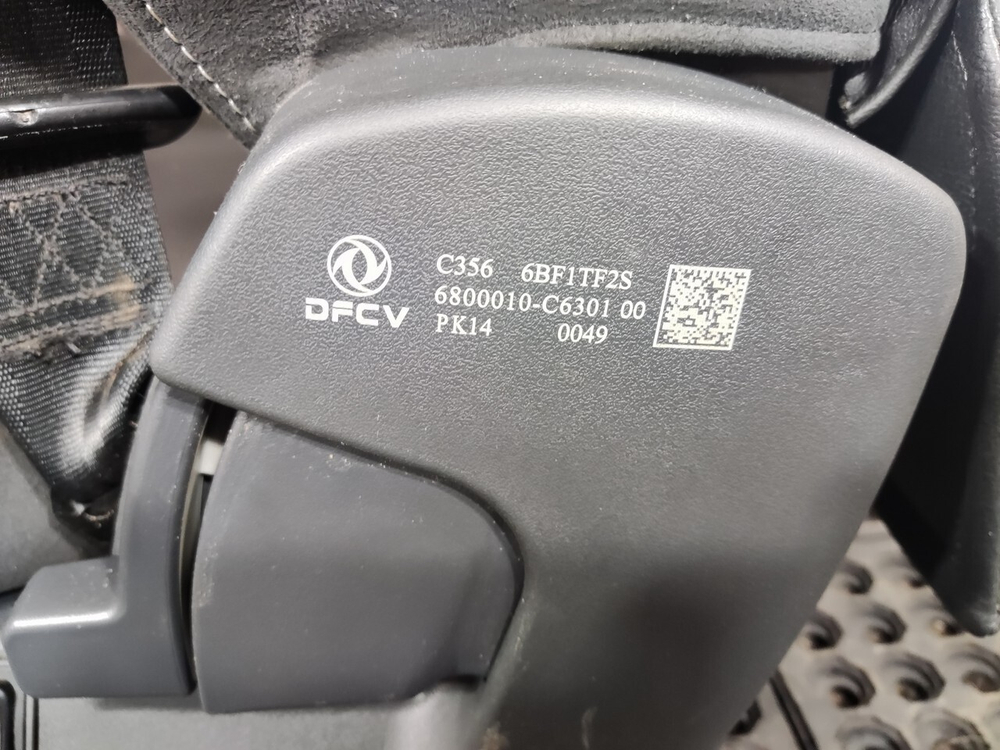 DFCV
C356 6BF1TF2S
6800010-C6301 00
PK14 0049